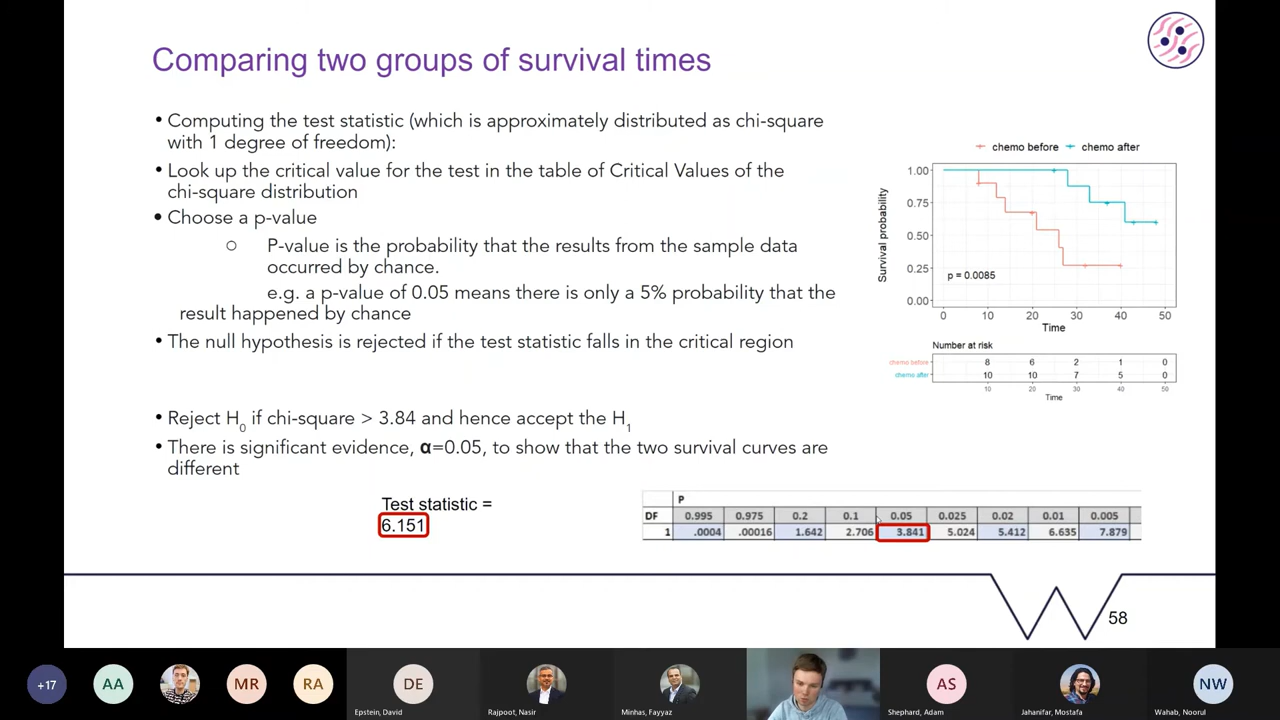 Comparing two groups of survival times
• Computing the test statistic (which is approximately distributed as chi-square
with 1 degree of freedom):
• Look up the critical value for the test in the table of Critical Values of the
chi-square distribution
• Choose a p-value
○ P-value is the probability that the results from the sample data
occurred by chance.
e.g. a p-value of 0.05 means there is only a 5% probability that the
result happened by chance
• The null hypothesis is rejected if the test statistic falls in the critical region
• Reject H0 if chi-square > 3.84 and hence accept the H1
• There is significant evidence, α=0.05, to show that the two survival curves are
different
chemo before chemo after
Survival probability
1.00
0.75
0.50
0.25
0.00
p = 0.0085
0 10 20 30 40 50
Time
Number at risk
chemo before 8 6 2 1 0
chemo after 10 10 7 5 0
10 20 30 40 50
Time
Test statistic =
6.151
P
DF 0.995 0.975 0.2 0.1 0.05 0.025 0.02 0.01 0.005
1 .0004 .00016 1.642 2.706 3.841 5.024 5.412 6.635 7.879
58
+17 AA MR RA DE AS NW
Epstein, David Rajpoot, Nasir Minhas, Fayyaz Shephard, Adam Jahanifar, Mostafa Wahab, Noorul